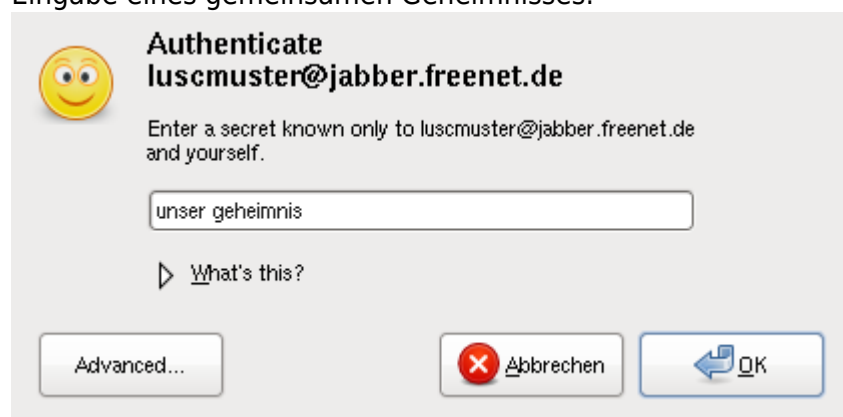 Eingabe eines gemeinsamen Geheimnisses:
Authenticate
luscmuster@jabber.freenet.de
Enter a secret known only to luscmuster@jabber.freenet.de
and yourself.
unser geheimnis
What's this?
Advanced...
Abbrechen
OK